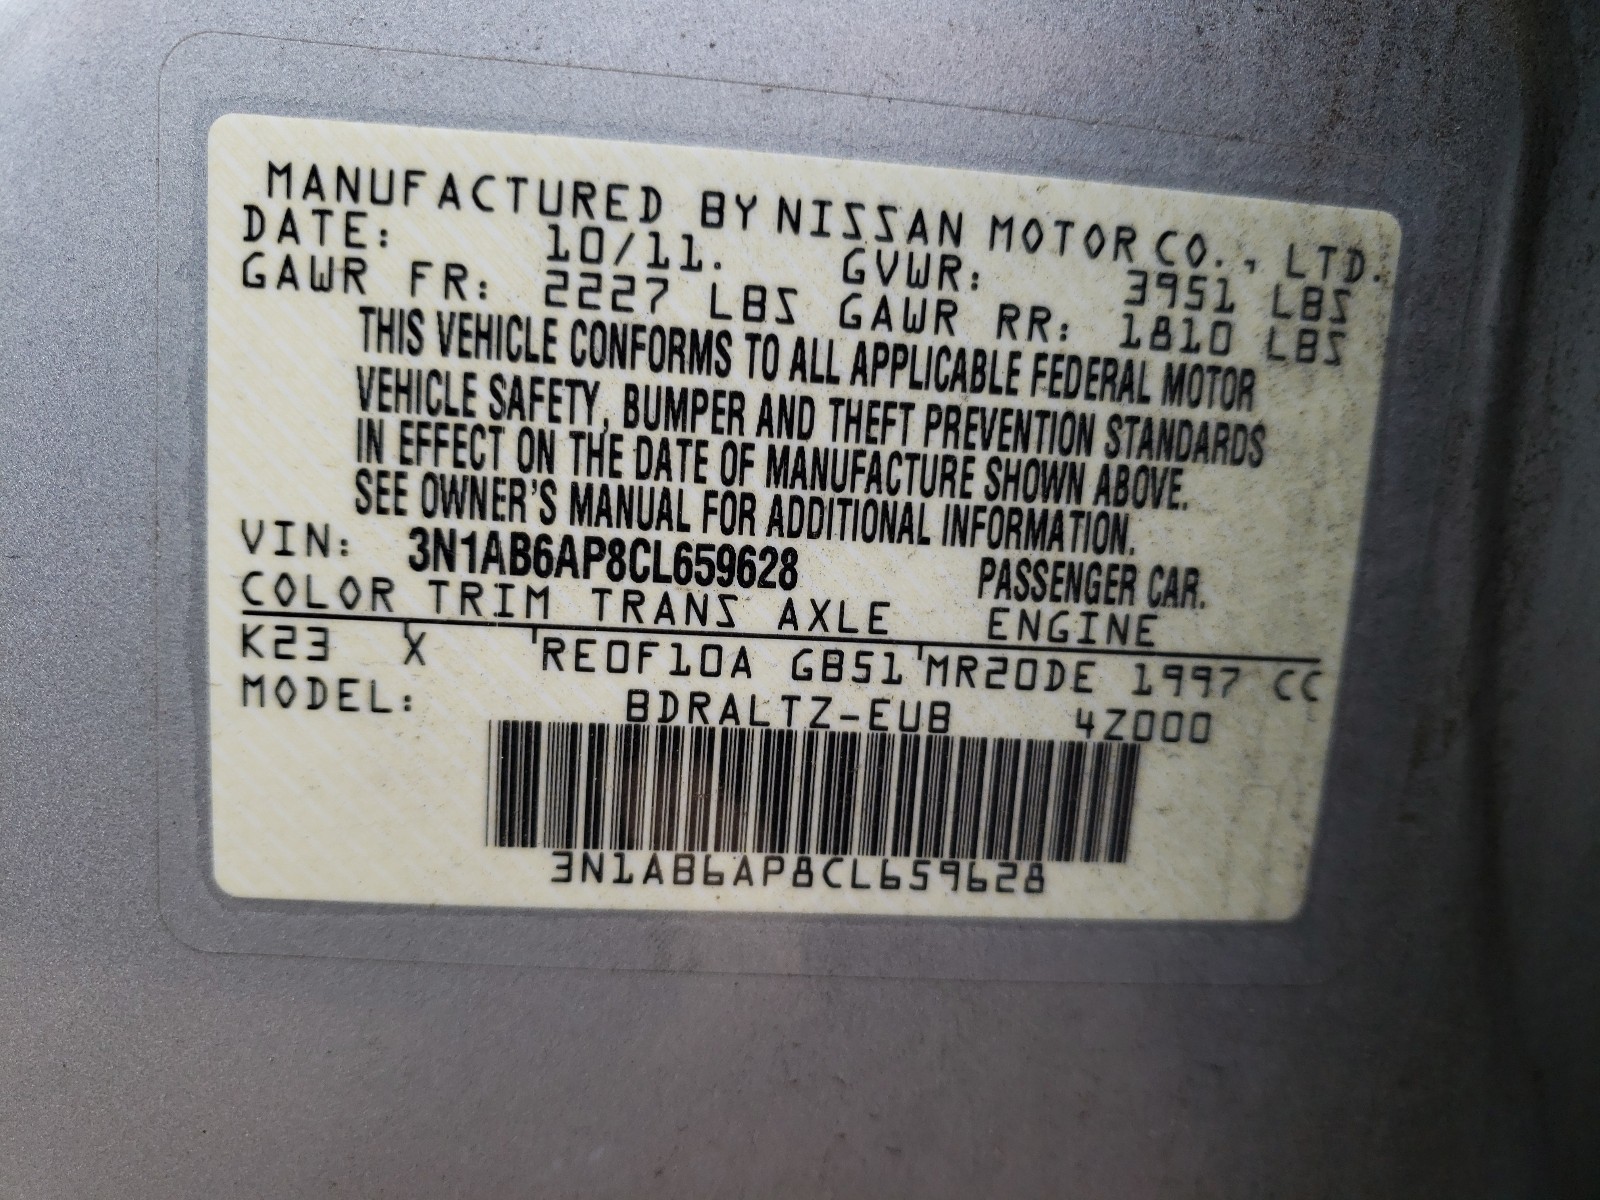 MANUFACTURED BY NISSAN MOTOR CO., LTD.
DATE: 10/11. GVWR: 3951 LBS
GAWR FR: 2227 LBS GAWR RR: 1810 LBS
THIS VEHICLE CONFORMS TO ALL APPLICABLE FEDERAL MOTOR
VEHICLE SAFETY, BUMPER AND THEFT PREVENTION STANDARDS
IN EFFECT ON THE DATE OF MANUFACTURE SHOWN ABOVE.
SEE OWNER'S MANUAL FOR ADDITIONAL INFORMATION.
VIN: 3N1AB6AP8CL659628 PASSENGER CAR.
COLOR TRIM TRANS AXLE ENGINE
K23 X RE0F10A GB51 MR20DE 1997 CC
MODEL: BDRALTZ-EUB 4Z000
3N1AB6AP8CL659628